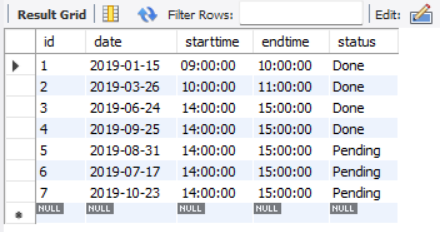 Result Grid Filter Rows: Edit:
id date starttime endtime status
1 2019-01-15 09:00:00 10:00:00 Done
2 2019-03-26 10:00:00 11:00:00 Done
3 2019-06-24 14:00:00 15:00:00 Done
4 2019-09-25 14:00:00 15:00:00 Done
5 2019-08-31 14:00:00 15:00:00 Pending
6 2019-07-17 14:00:00 15:00:00 Pending
7 2019-10-23 14:00:00 15:00:00 Pending
NULL NULL NULL NULL NULL